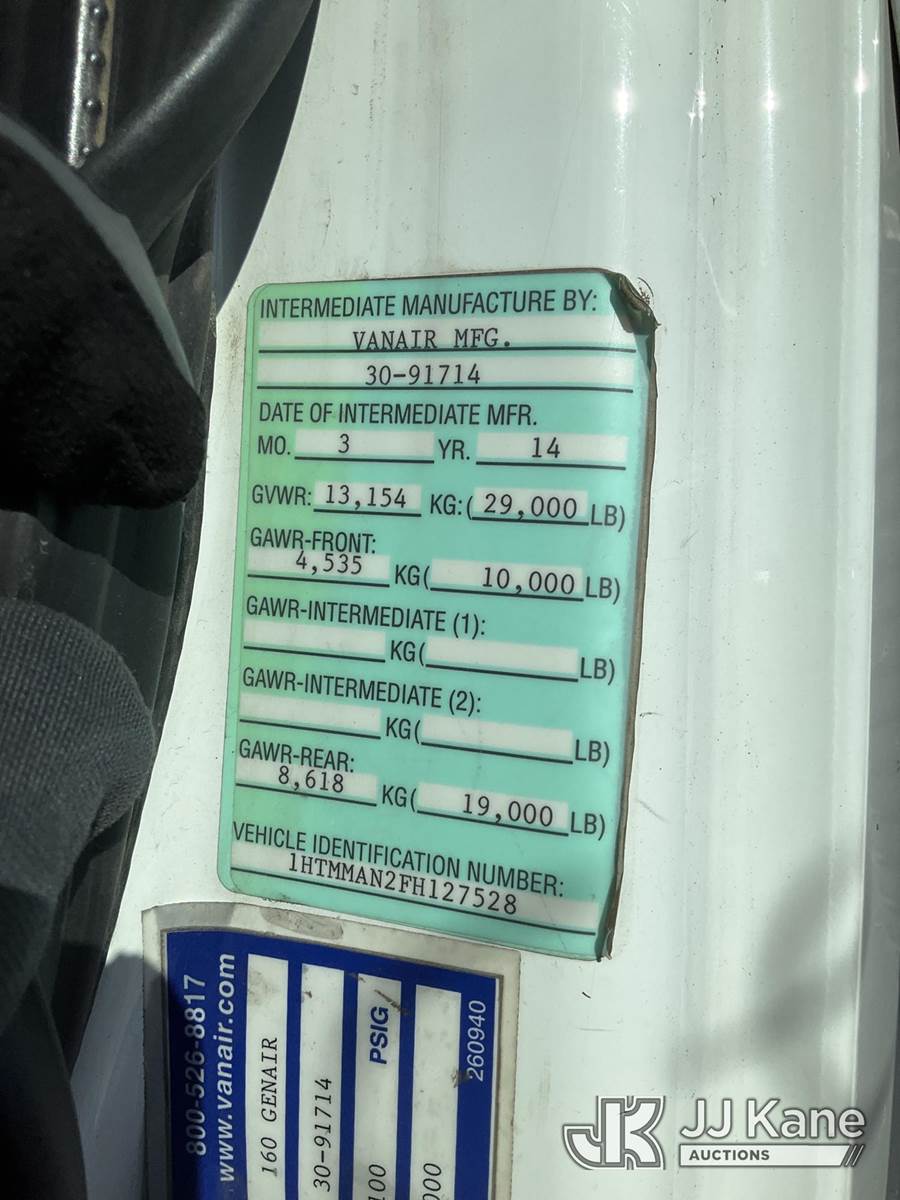 INTERMEDIATE MANUFACTURE BY:
VANAIR MFG.
30-91714
DATE OF INTERMEDIATE MFR.
MO. 3 YR. 14
GVWR: 13,154 KG:( 29,000 LB)
GAWR-FRONT:
4,535 KG( 10,000 LB)
GAWR-INTERMEDIATE (1):
KG( LB)
GAWR-INTERMEDIATE (2):
KG( LB)
GAWR-REAR:
8,618 KG( 19,000 LB)
VEHICLE IDENTIFICATION NUMBER:
1HTMMAN2FH127528
800-526-8817
www.vanair.com
160 GENAIR
30-91714
100 PSIG
000
260940
JK JJ Kane
AUCTIONS